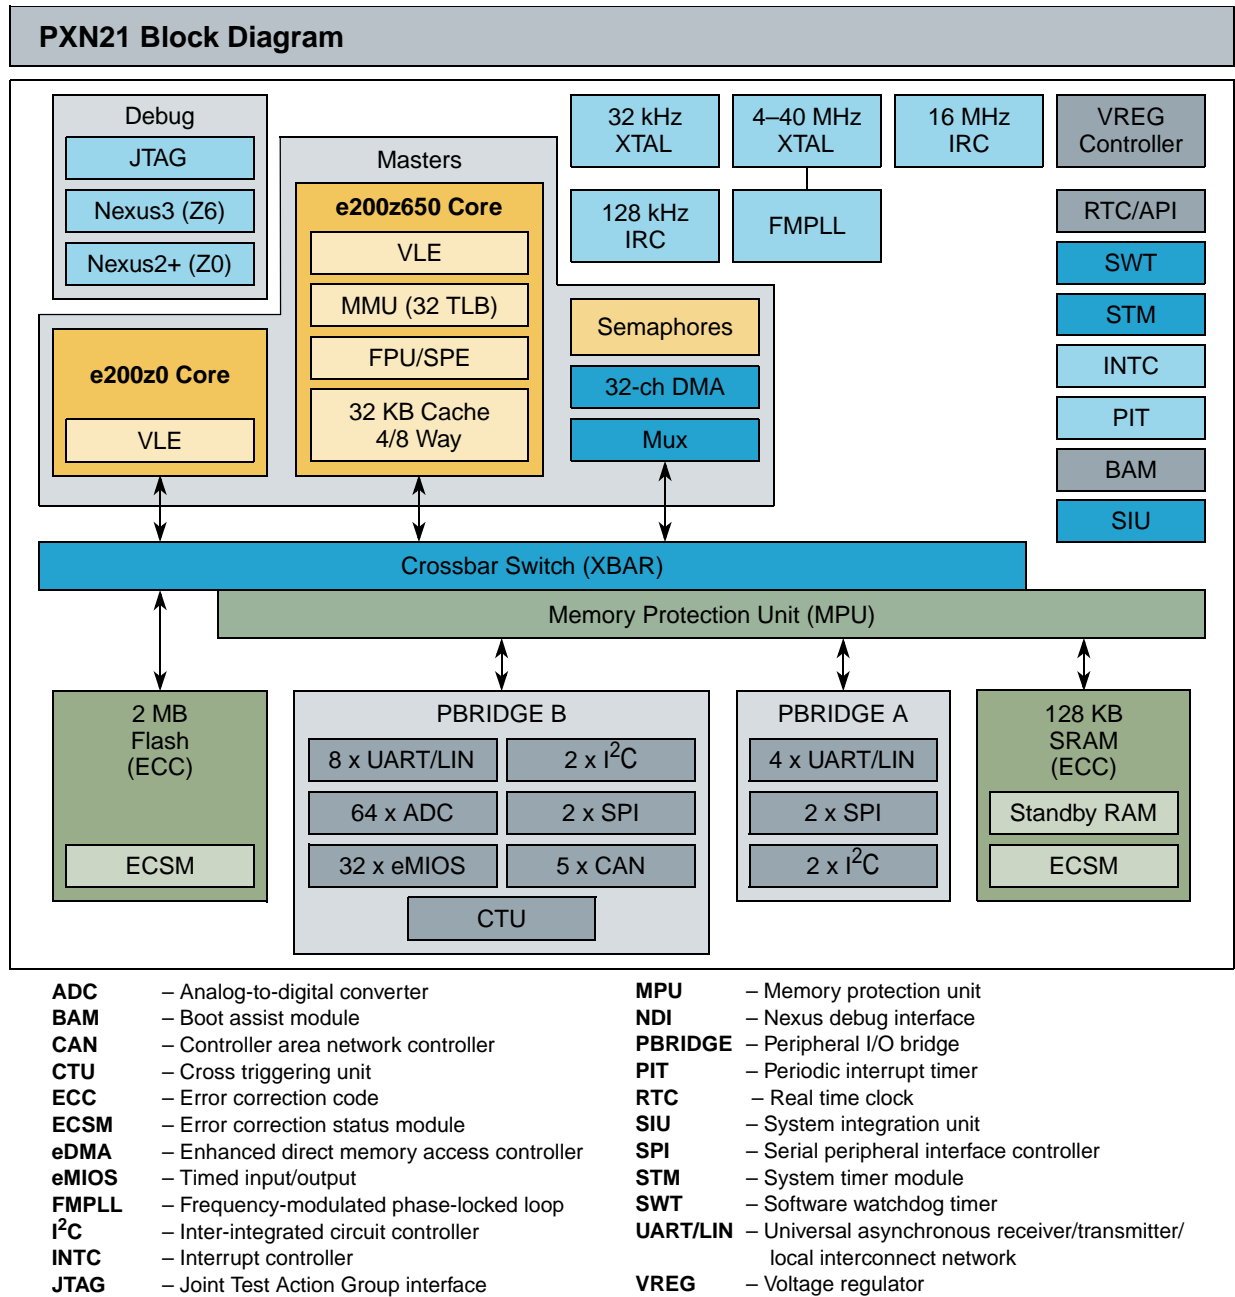 PXN21 Block Diagram
Debug
JTAG
Nexus3 (Z6)
Nexus2+ (Z0)
Masters
e200z650 Core
VLE
MMU (32 TLB)
FPU/SPE
32 KB Cache
4/8 Way
e200z0 Core
VLE
Semaphores
32-ch DMA
Mux
32 kHz
XTAL
4–40 MHz
XTAL
16 MHz
IRC
128 kHz
IRC
FMPLL
VREG
Controller
RTC/API
SWT
STM
INTC
PIT
BAM
SIU
Crossbar Switch (XBAR)
Memory Protection Unit (MPU)
2 MB
Flash
(ECC)
ECSM
PBRIDGE B
8 x UART/LIN
2 x I²C
64 x ADC
2 x SPI
32 x eMIOS
5 x CAN
CTU
PBRIDGE A
4 x UART/LIN
2 x SPI
2 x I²C
128 KB
SRAM
(ECC)
Standby RAM
ECSM
ADC – Analog-to-digital converter
BAM – Boot assist module
CAN – Controller area network controller
CTU – Cross triggering unit
ECC – Error correction code
ECSM – Error correction status module
eDMA – Enhanced direct memory access controller
eMIOS – Timed input/output
FMPLL – Frequency-modulated phase-locked loop
I²C – Inter-integrated circuit controller
INTC – Interrupt controller
JTAG – Joint Test Action Group interface
MPU – Memory protection unit
NDI – Nexus debug interface
PBRIDGE – Peripheral I/O bridge
PIT – Periodic interrupt timer
RTC – Real time clock
SIU – System integration unit
SPI – Serial peripheral interface controller
STM – System timer module
SWT – Software watchdog timer
UART/LIN – Universal asynchronous receiver/transmitter/
local interconnect network
VREG – Voltage regulator